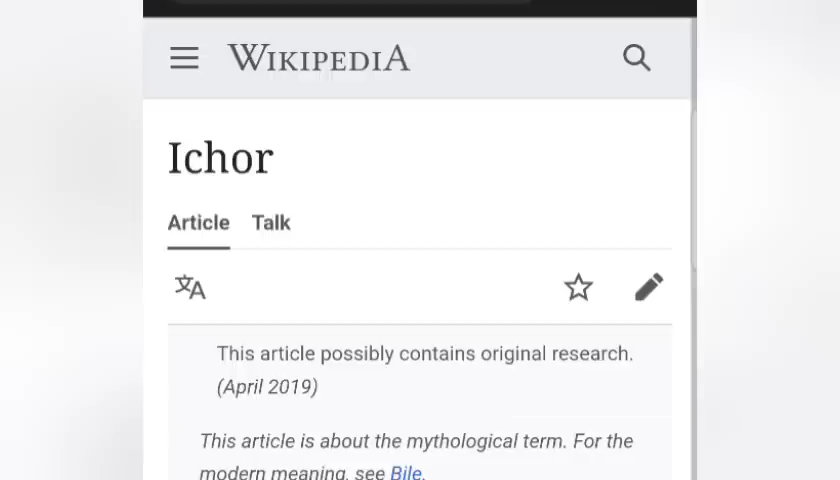 WIKIPEDIA
Ichor
Article Talk
This article possibly contains original research.
(April 2019)
This article is about the mythological term. For the
modern meaning, see Bile.